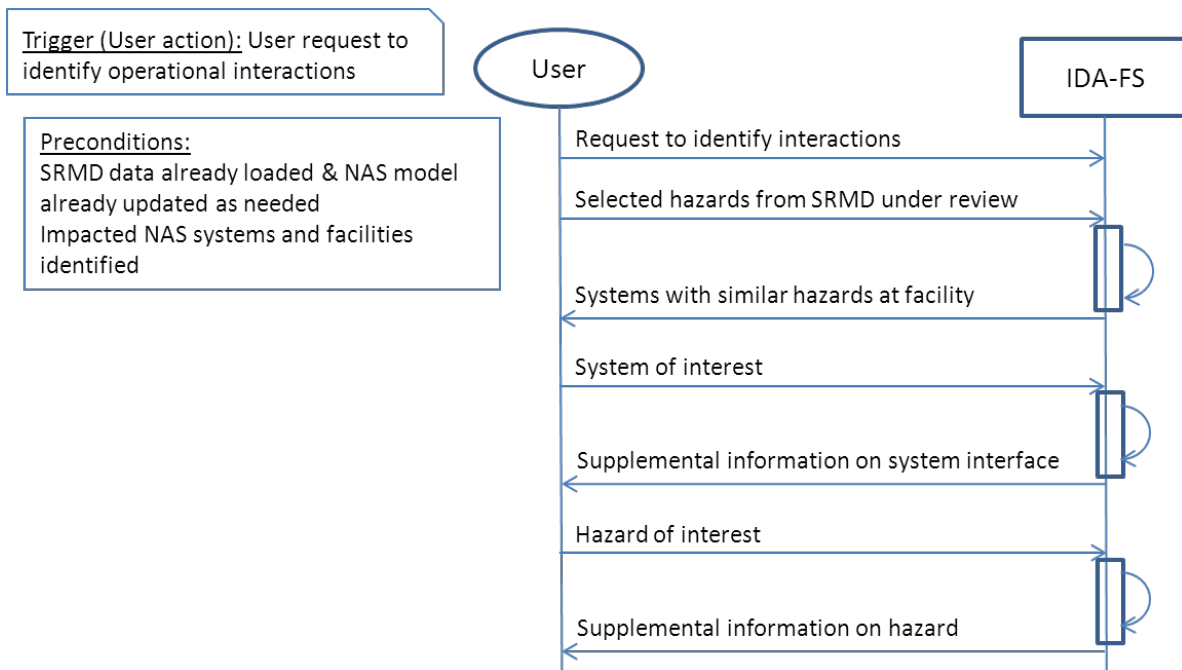 Trigger (User action): User request to
identify operational interactions
User
IDA-FS
Preconditions:
SRMD data already loaded & NAS model
already updated as needed
Impacted NAS systems and facilities
identified
Request to identify interactions
Selected hazards from SRMD under review
Systems with similar hazards at facility
System of interest
Supplemental information on system interface
Hazard of interest
Supplemental information on hazard